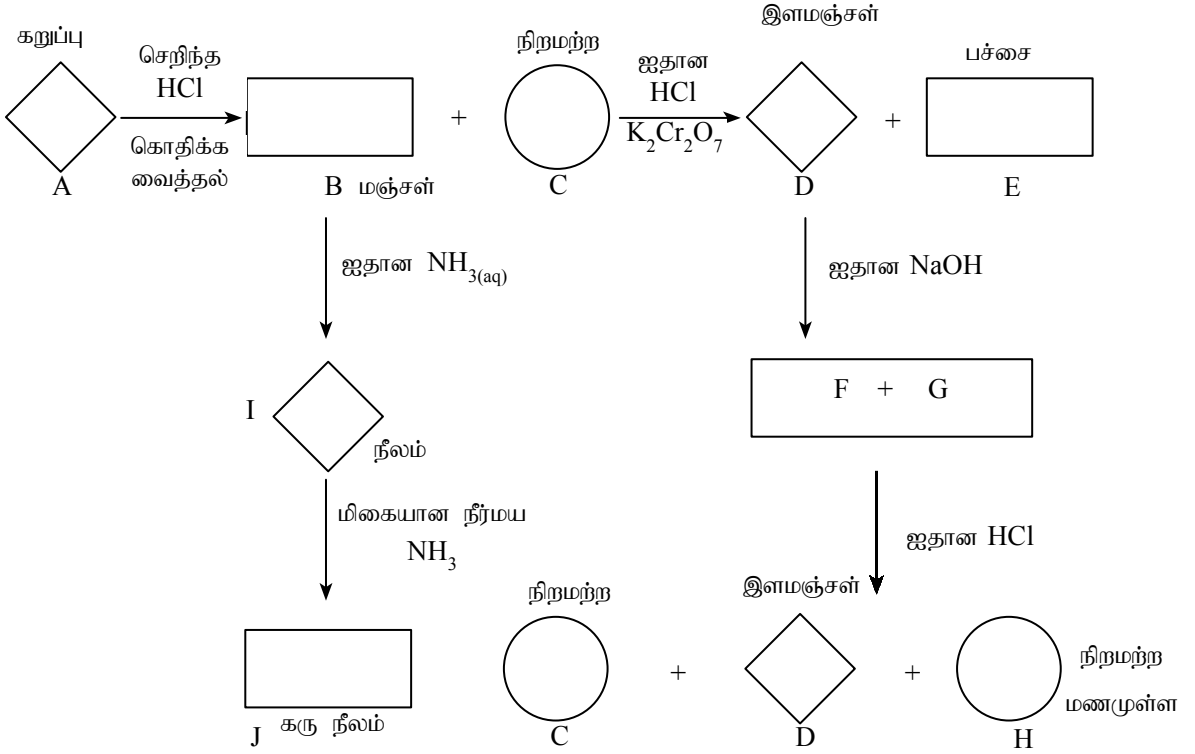 கறுப்பு
செறிந்த
HCl
கொதிக்க
வைத்தல்
A
B மஞ்சள்
+
நிறமற்ற
C
ஐதான
HCl
K₂Cr₂O₇
இளமஞ்சள்
D
+
பச்சை
E
ஐதான NH₃₍ₐq₎
ஐதான NaOH
I
நீலம்
F + G
மிகையான நீர்மய
NH₃
ஐதான HCl
J கரு நீலம்
நிறமற்ற
C
+
இளமஞ்சள்
D
+
நிறமற்ற
மணமுள்ள
H